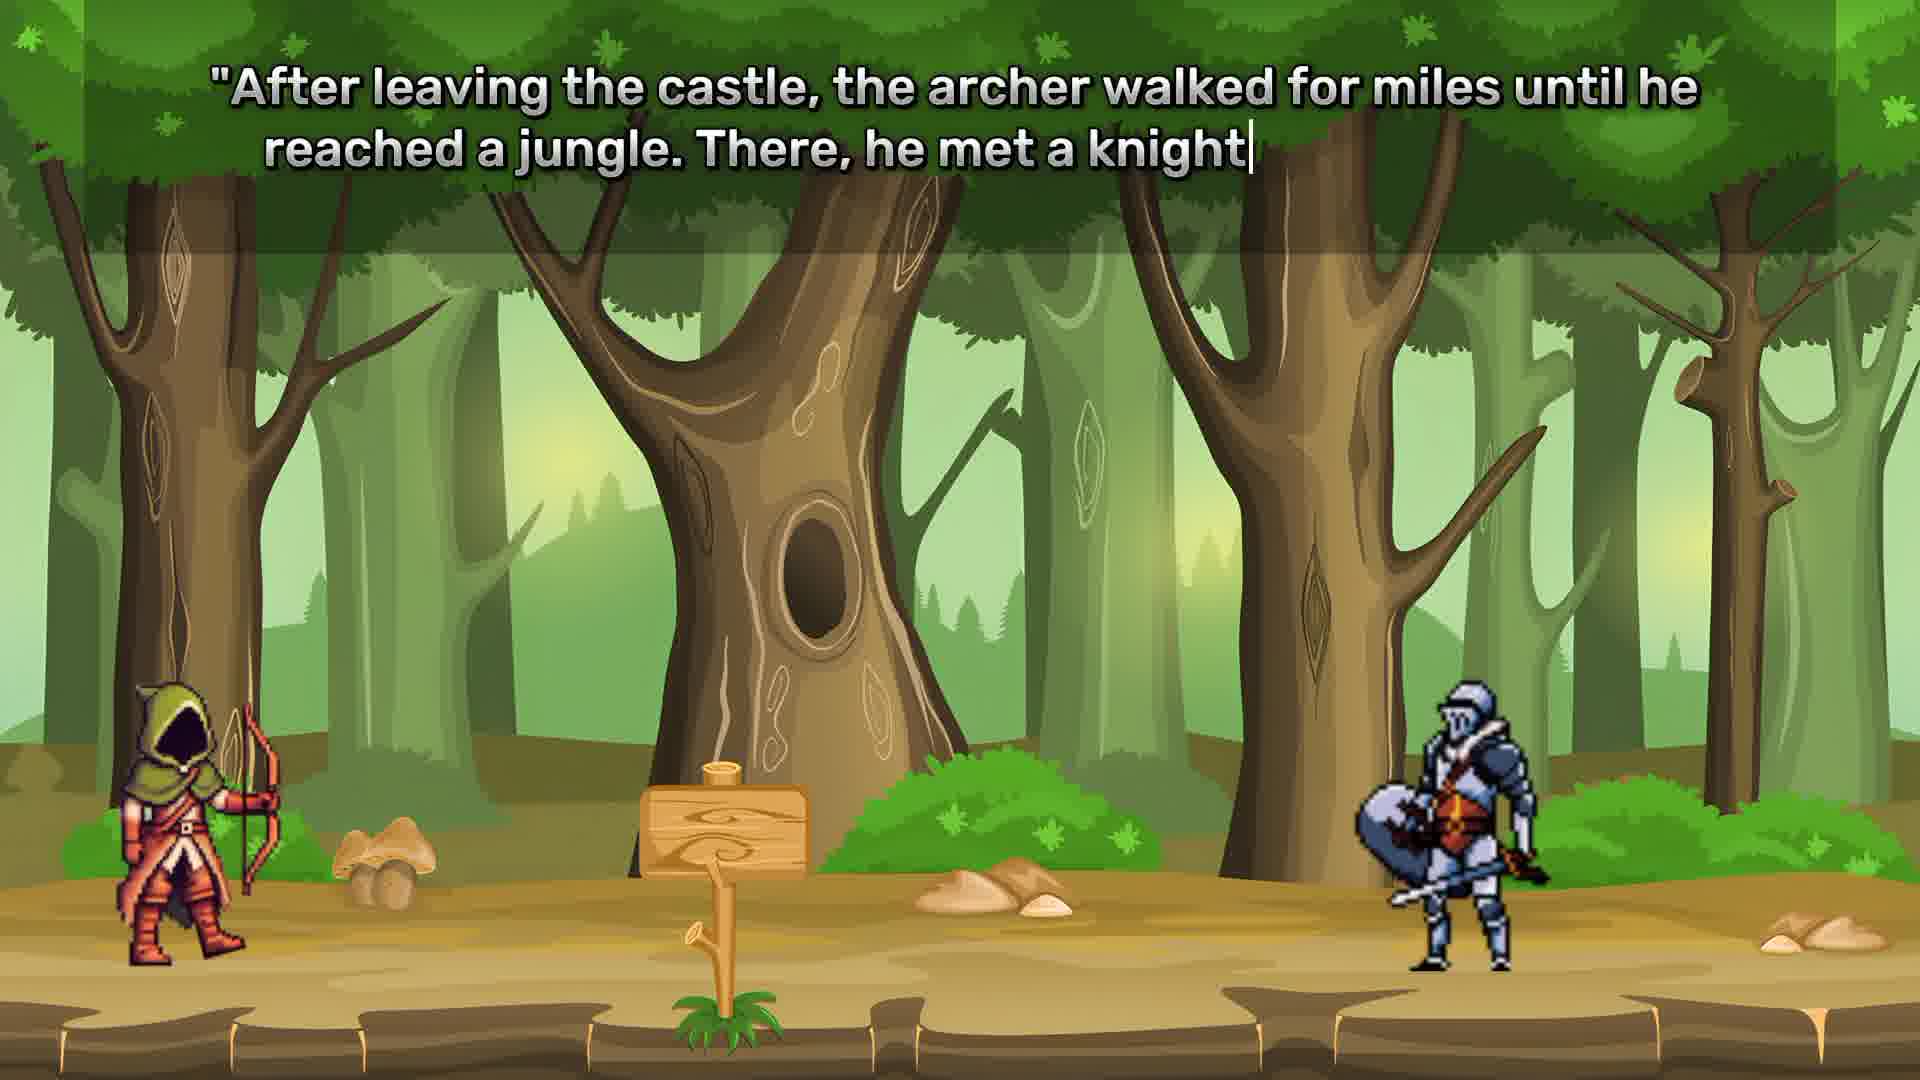 "After leaving the castle, the archer walked for miles until he
reached a jungle. There, he met a knight